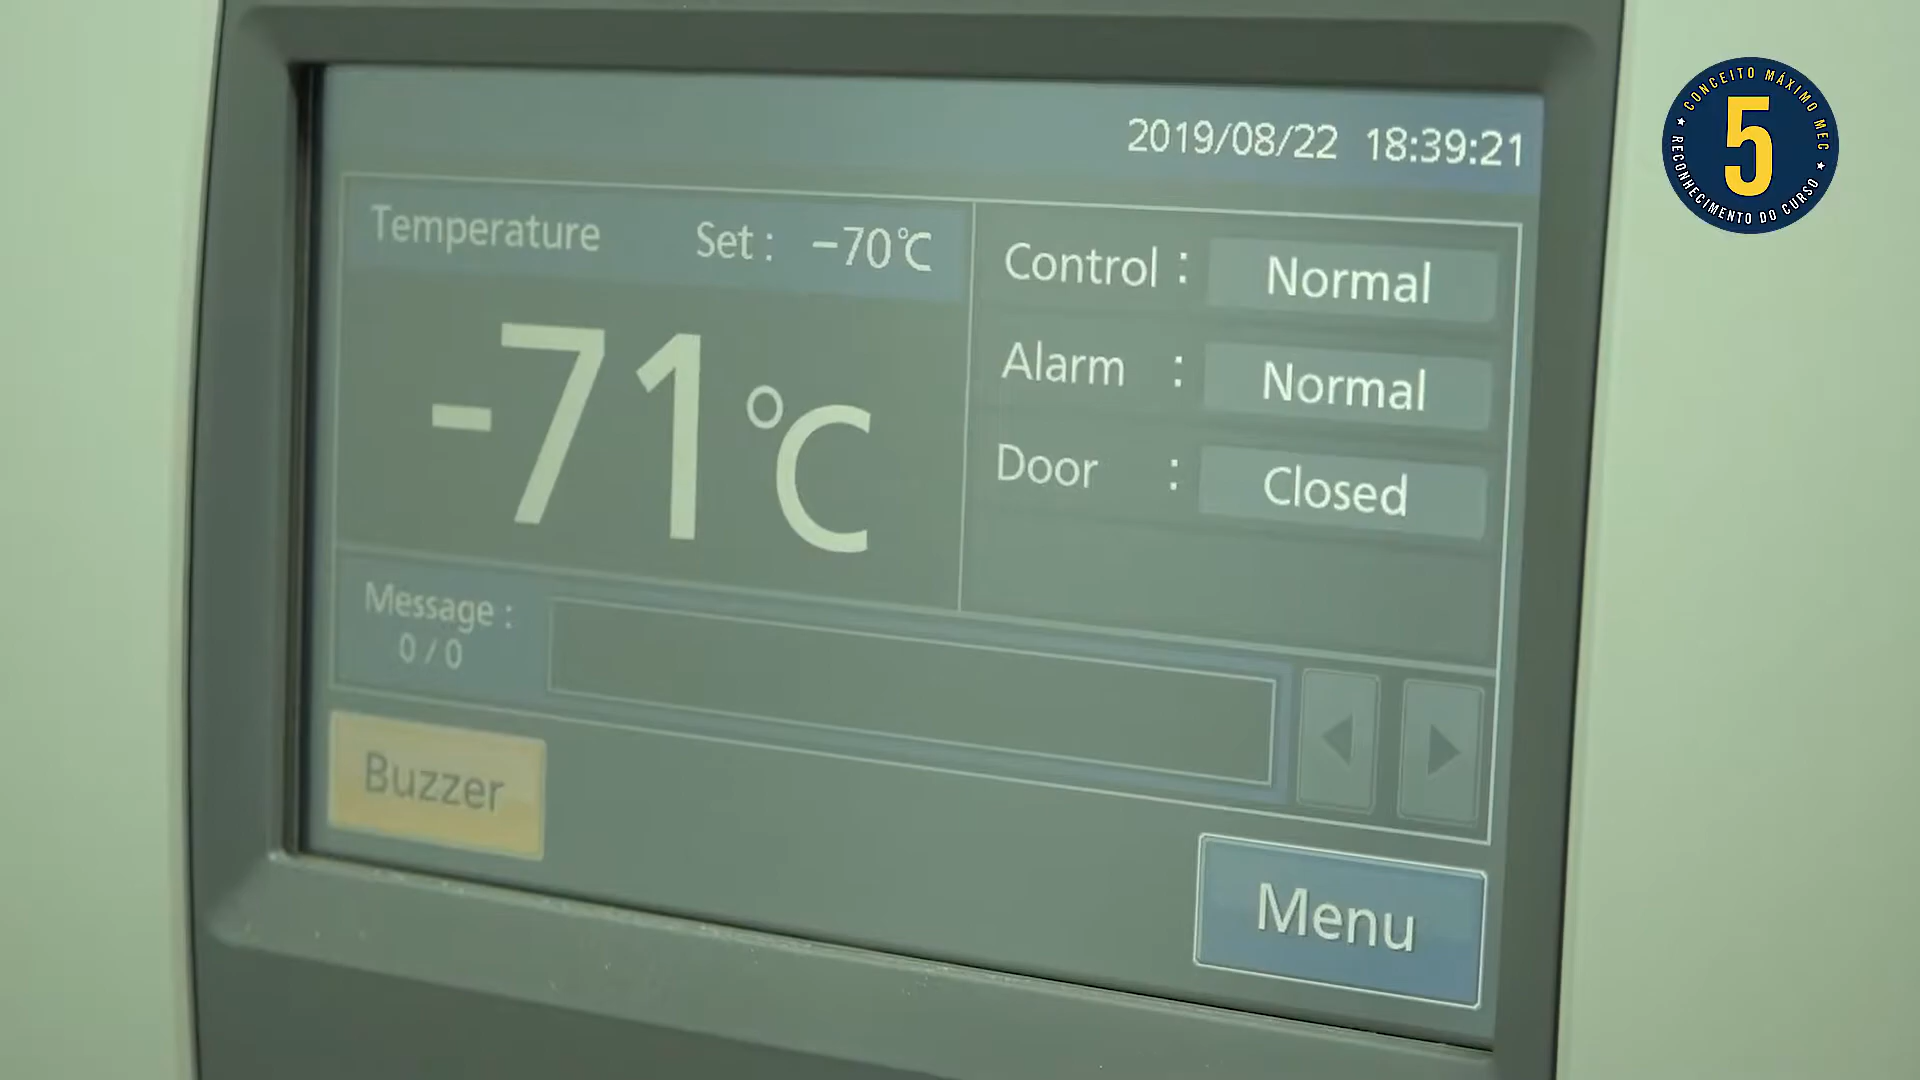 2019/08/22 18:39:21
Temperature Set : -70℃
-71℃
Control : Normal
Alarm : Normal
Door : Closed
Message :
0 / 0
Buzzer
Menu
CONCEITO MÁXIMO MEC
5
RECONHECIMENTO DO CURSO